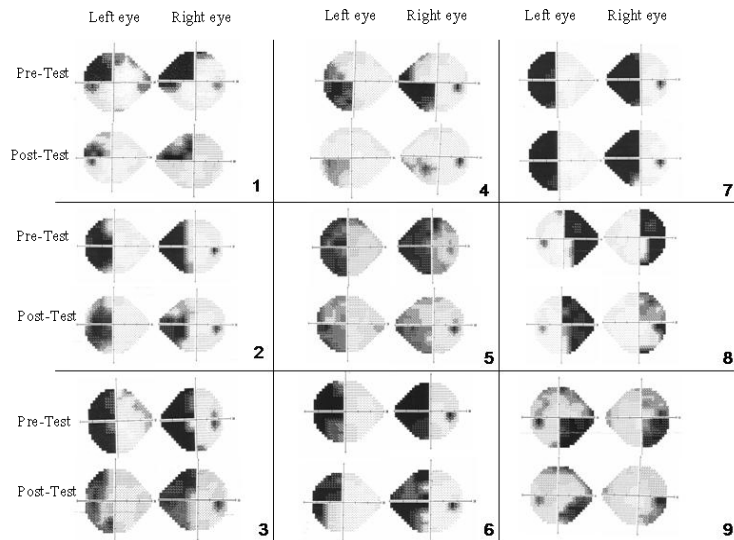 Left eye Right eye Left eye Right eye Left eye Right eye
Pre-Test
Post-Test
1 4 7
Pre-Test
Post-Test
2 5 8
Pre-Test
Post-Test
3 6 9